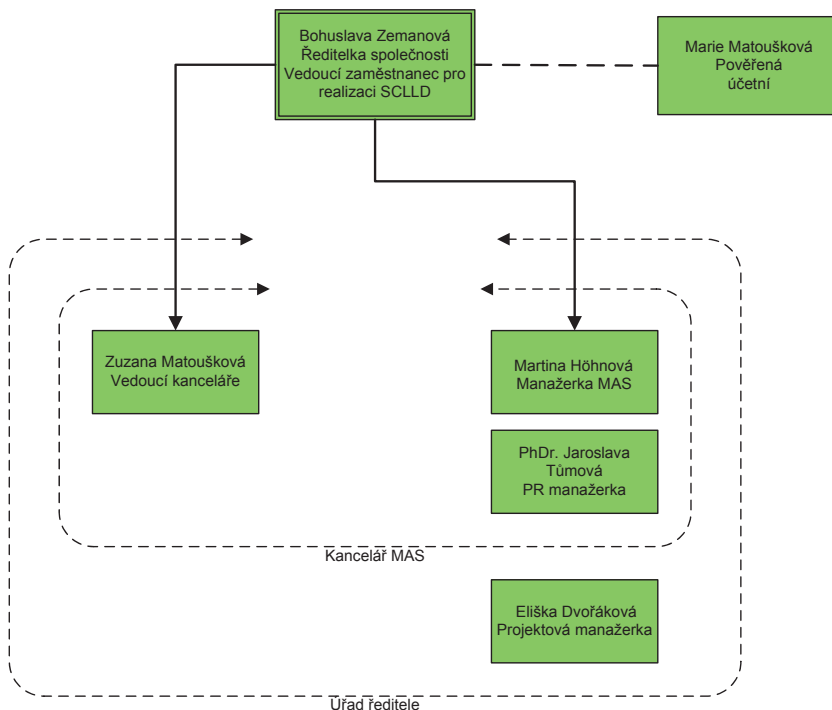 Bohuslava Zemanová
Ředitelka společnosti
Vedoucí zaměstnanec pro
realizaci SCLLD
Marie Matoušková
Pověřená
účetní
Zuzana Matoušková
Vedoucí kanceláře
Martina Höhnová
Manažerka MAS
PhDr. Jaroslava
Tůmová
PR manažerka
Kancelář MAS
Eliška Dvořáková
Projektová manažerka
Úřad ředitele